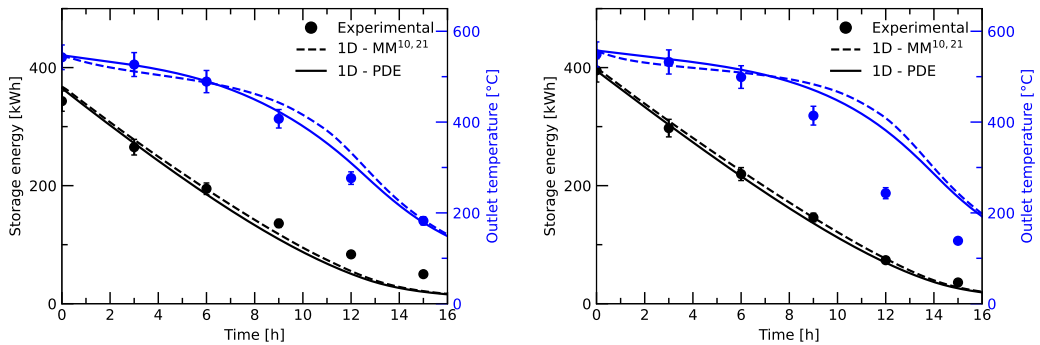 Experimental
1D - MM10,21
1D - PDE
Storage energy [kWh]
0
200
400
Outlet temperature [°C]
0
200
400
600
0 2 4 6 8 10 12 14 16
Time [h]
Experimental
1D - MM10,21
1D - PDE
Storage energy [kWh]
0
200
400
Outlet temperature [°C]
0
200
400
600
0 2 4 6 8 10 12 14 16
Time [h]